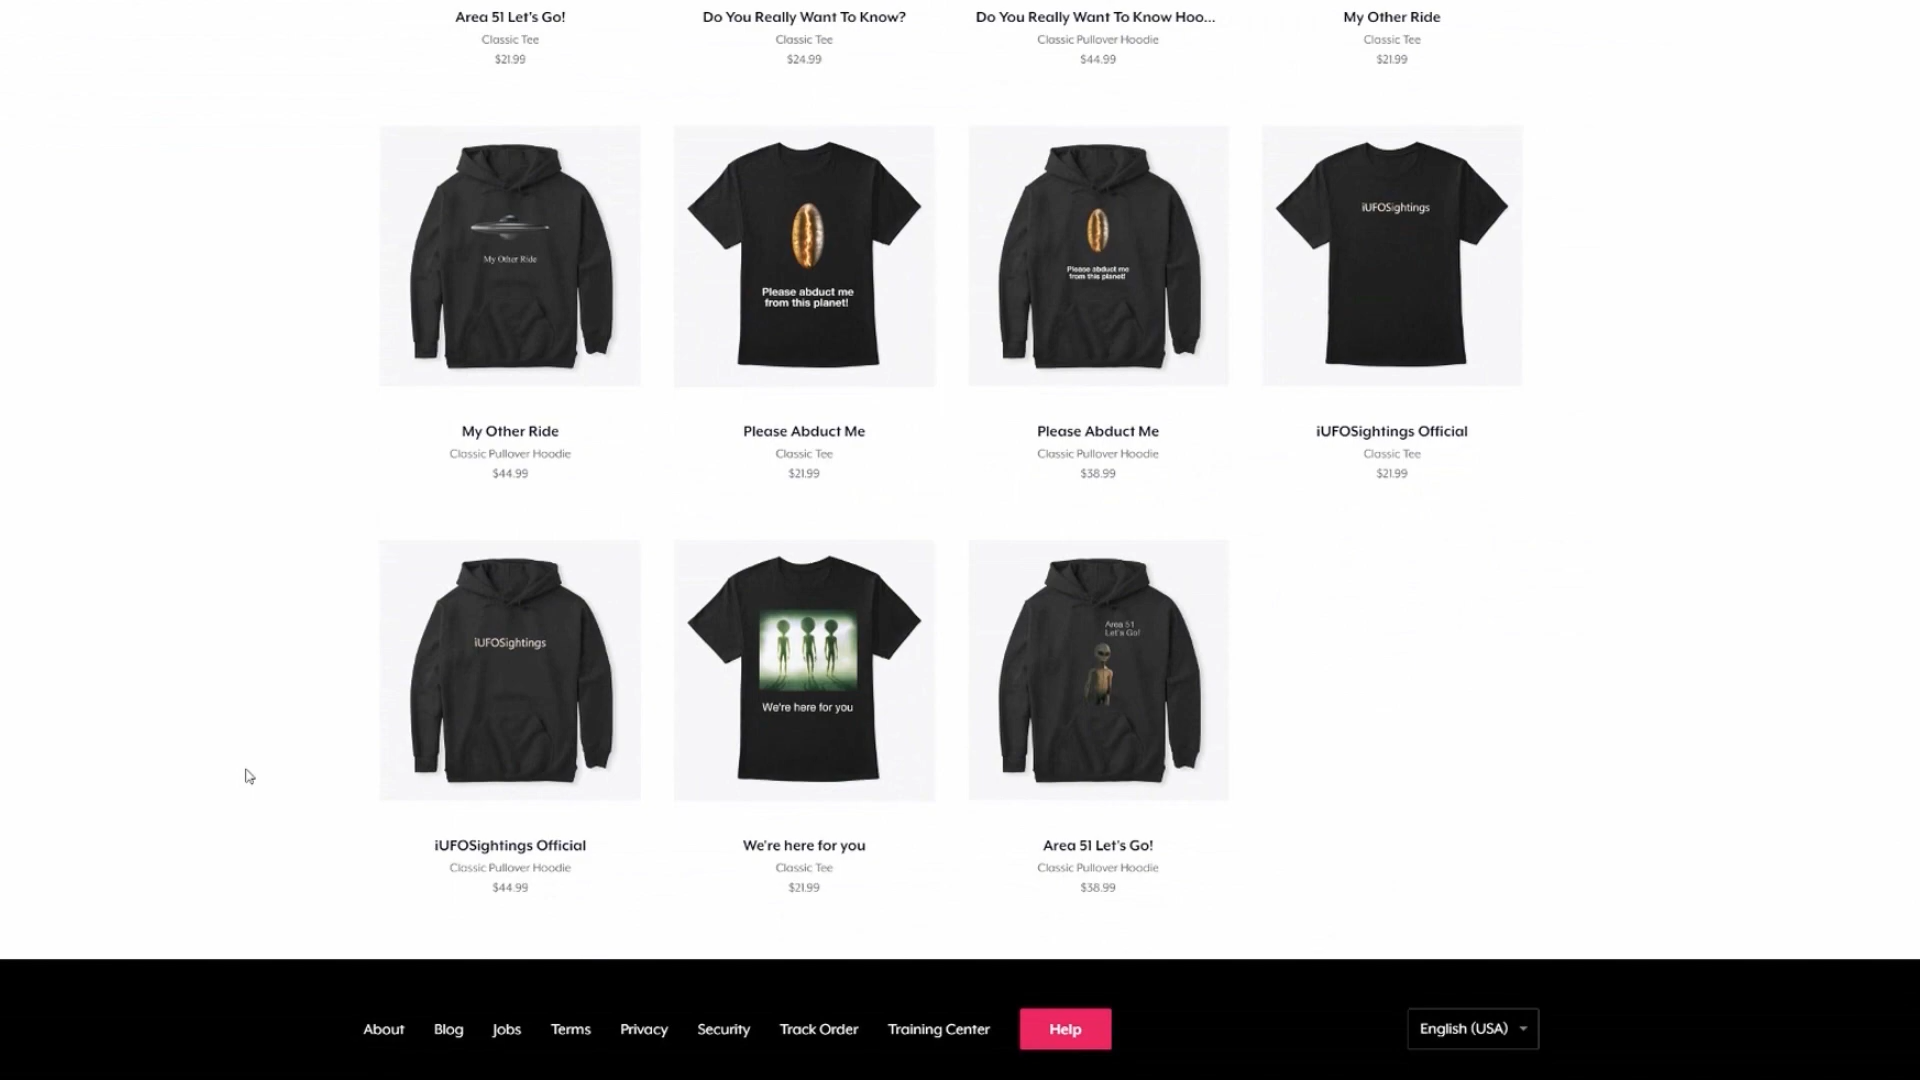 Area 51 Let's Go!
Classic Tee
$21.99
Do You Really Want To Know?
Classic Tee
$24.99
Do You Really Want To Know Hoo...
Classic Pullover Hoodie
$44.99
My Other Ride
Classic Tee
$21.99
My Other Ride
Please abduct me
from this planet!
Please abduct me
from this planet!
iUFOSightings
My Other Ride
Classic Pullover Hoodie
$44.99
Please Abduct Me
Classic Tee
$21.99
Please Abduct Me
Classic Pullover Hoodie
$38.99
iUFOSightings Official
Classic Tee
$21.99
iUFOSightings
We're here for you
Area 51
Let's Go!
iUFOSightings Official
Classic Pullover Hoodie
$44.99
We're here for you
Classic Tee
$21.99
Area 51 Let's Go!
Classic Pullover Hoodie
$38.99
About Blog Jobs Terms Privacy Security Track Order Training Center Help English (USA)